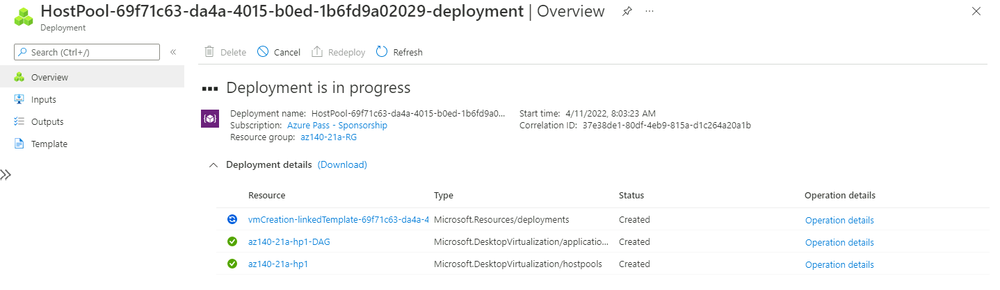 HostPool-69f71c63-da4a-4015-b0ed-1b6fd9a02029-deployment | Overview ...
Deployment
Search (Ctrl+/) «
Delete Cancel Redeploy Refresh
Overview
Inputs
Outputs
Template
Deployment is in progress
Deployment name: HostPool-69f71c63-da4a-4015-b0ed-1b6fd9a0... Start time: 4/11/2022, 8:03:23 AM
Subscription: Azure Pass - Sponsorship Correlation ID: 37e38de1-80df-4eb9-815a-d1c264a20a1b
Resource group: az140-21a-RG
Deployment details (Download)
Resource Type Status Operation details
vmCreation-linkedTemplate-69f71c63-da4a-4 Microsoft.Resources/deployments Created Operation details
az140-21a-hp1-DAG Microsoft.DesktopVirtualization/applicatio... Created Operation details
az140-21a-hp1 Microsoft.DesktopVirtualization/hostpools Created Operation details